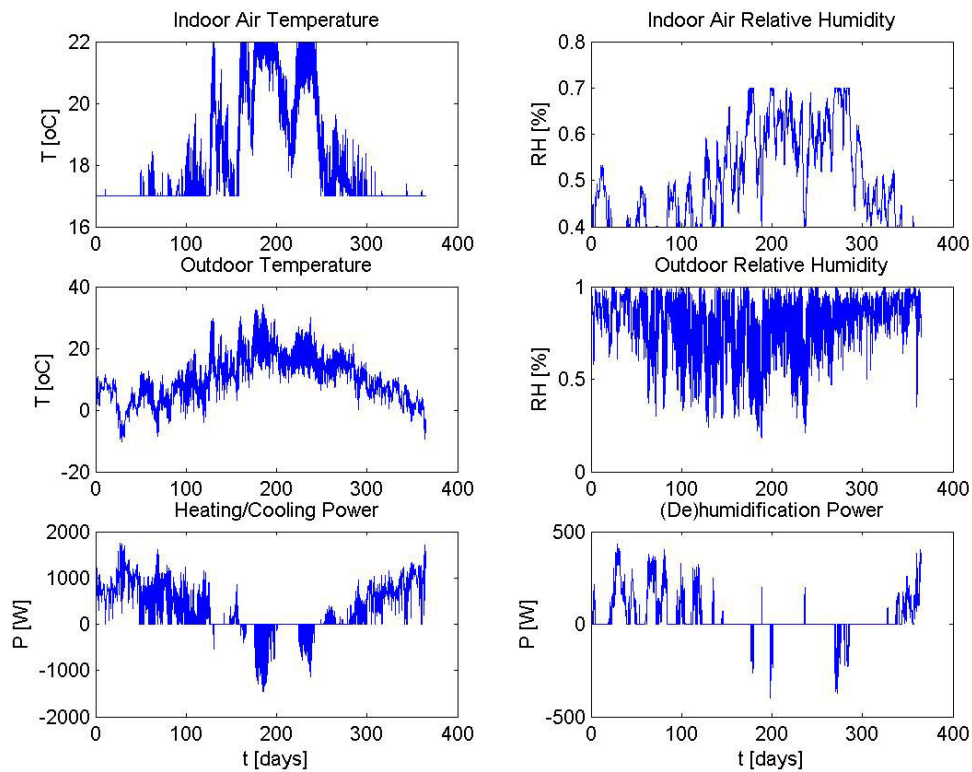 Indoor Air Temperature
T [oC]
22
20
18
16
0 100 200 300 400
Indoor Air Relative Humidity
RH [%]
0.8
0.7
0.6
0.5
0.4
0 100 200 300 400
Outdoor Temperature
T [oC]
40
20
0
-20
0 100 200 300 400
Outdoor Relative Humidity
RH [%]
1
0.5
0
0 100 200 300 400
Heating/Cooling Power
P [W]
2000
1000
0
-1000
-2000
0 100 200 300 400
t [days]
(De)humidification Power
P [W]
500
0
-500
0 100 200 300 400
t [days]